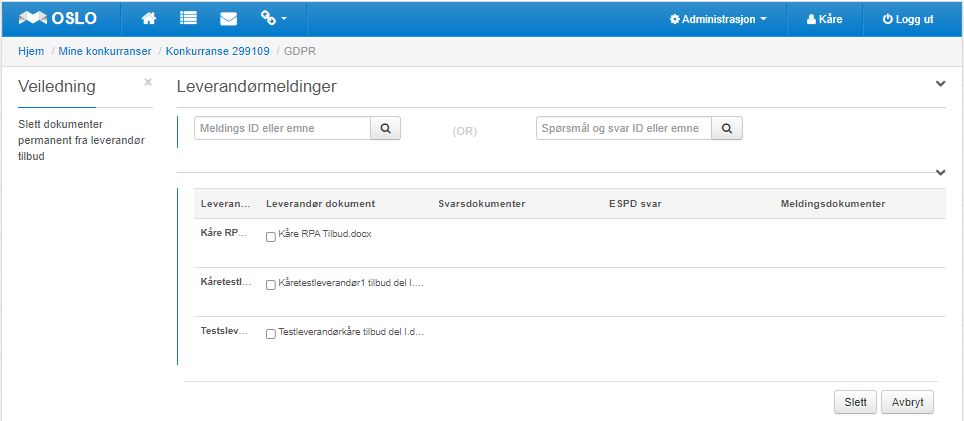 OSLO
Administrasjon
Kåre
Logg ut
Hjem / Mine konkurranser / Konkurranse 299109 / GDPR
Veiledning ×
Slett dokumenter
permanent fra leverandør
tilbud
Leverandørmeldinger
Meldings ID eller emne
(OR)
Spørsmål og svar ID eller emne
Leveran... Leverandør dokument Svarsdokumenter ESPD svar Meldingsdokumenter
Kåre RP... Kåre RPA Tilbud.docx
Kåretestl... Kåretestleverandør1 tilbud del I....
Testslev... Testleverandørkåre tilbud del I.d...
Slett Avbryt